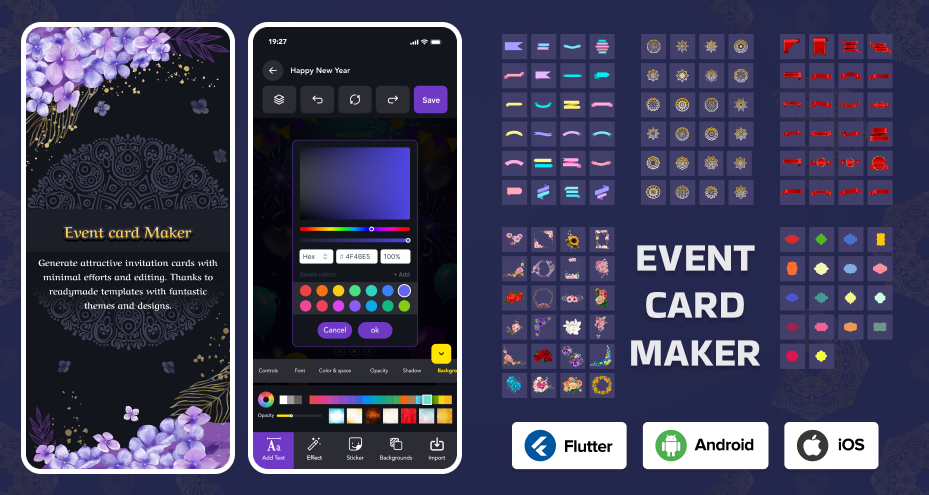 Event card Maker
Generate attractive invitation cards with
minimal efforts and editing. Thanks to
readymade templates with fantastic
themes and designs.
19:27
Happy New Year
Save
Hex
# 4F46E5
100%
Saved colors
+ Add
Cancel
ok
Controls
Font
Color & space
Opacity
Shadow
Backgro
Opacity
Aa
Add Text
Effect
Sticker
Backgrounds
Import
EVENT
CARD
MAKER
Flutter
Android
iOS